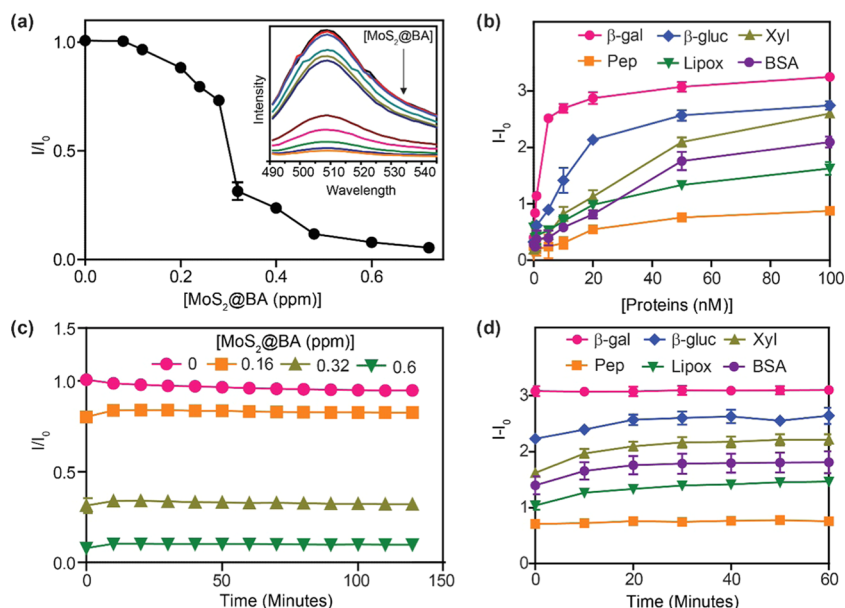 (a)
I/I0
1.0
0.5
0.0
0.0
0.2
0.4
0.6
[MoS2@BA (ppm)]
[MoS2@BA]
Intensity
490
500
510
520
530
540
Wavelength
(b)
β-gal
β-gluc
Xyl
Pep
Lipox
BSA
I-I0
3
2
1
0
0
20
40
60
80
100
[Proteins (nM)]
(c)
[MoS2@BA (ppm)]
0
0.16
0.32
0.6
I/I0
1.5
1.0
0.5
0.0
0
50
100
150
Time (Minutes)
(d)
β-gal
β-gluc
Xyl
Pep
Lipox
BSA
I-I0
3
2
1
3
0
20
40
60
Time (Minutes)